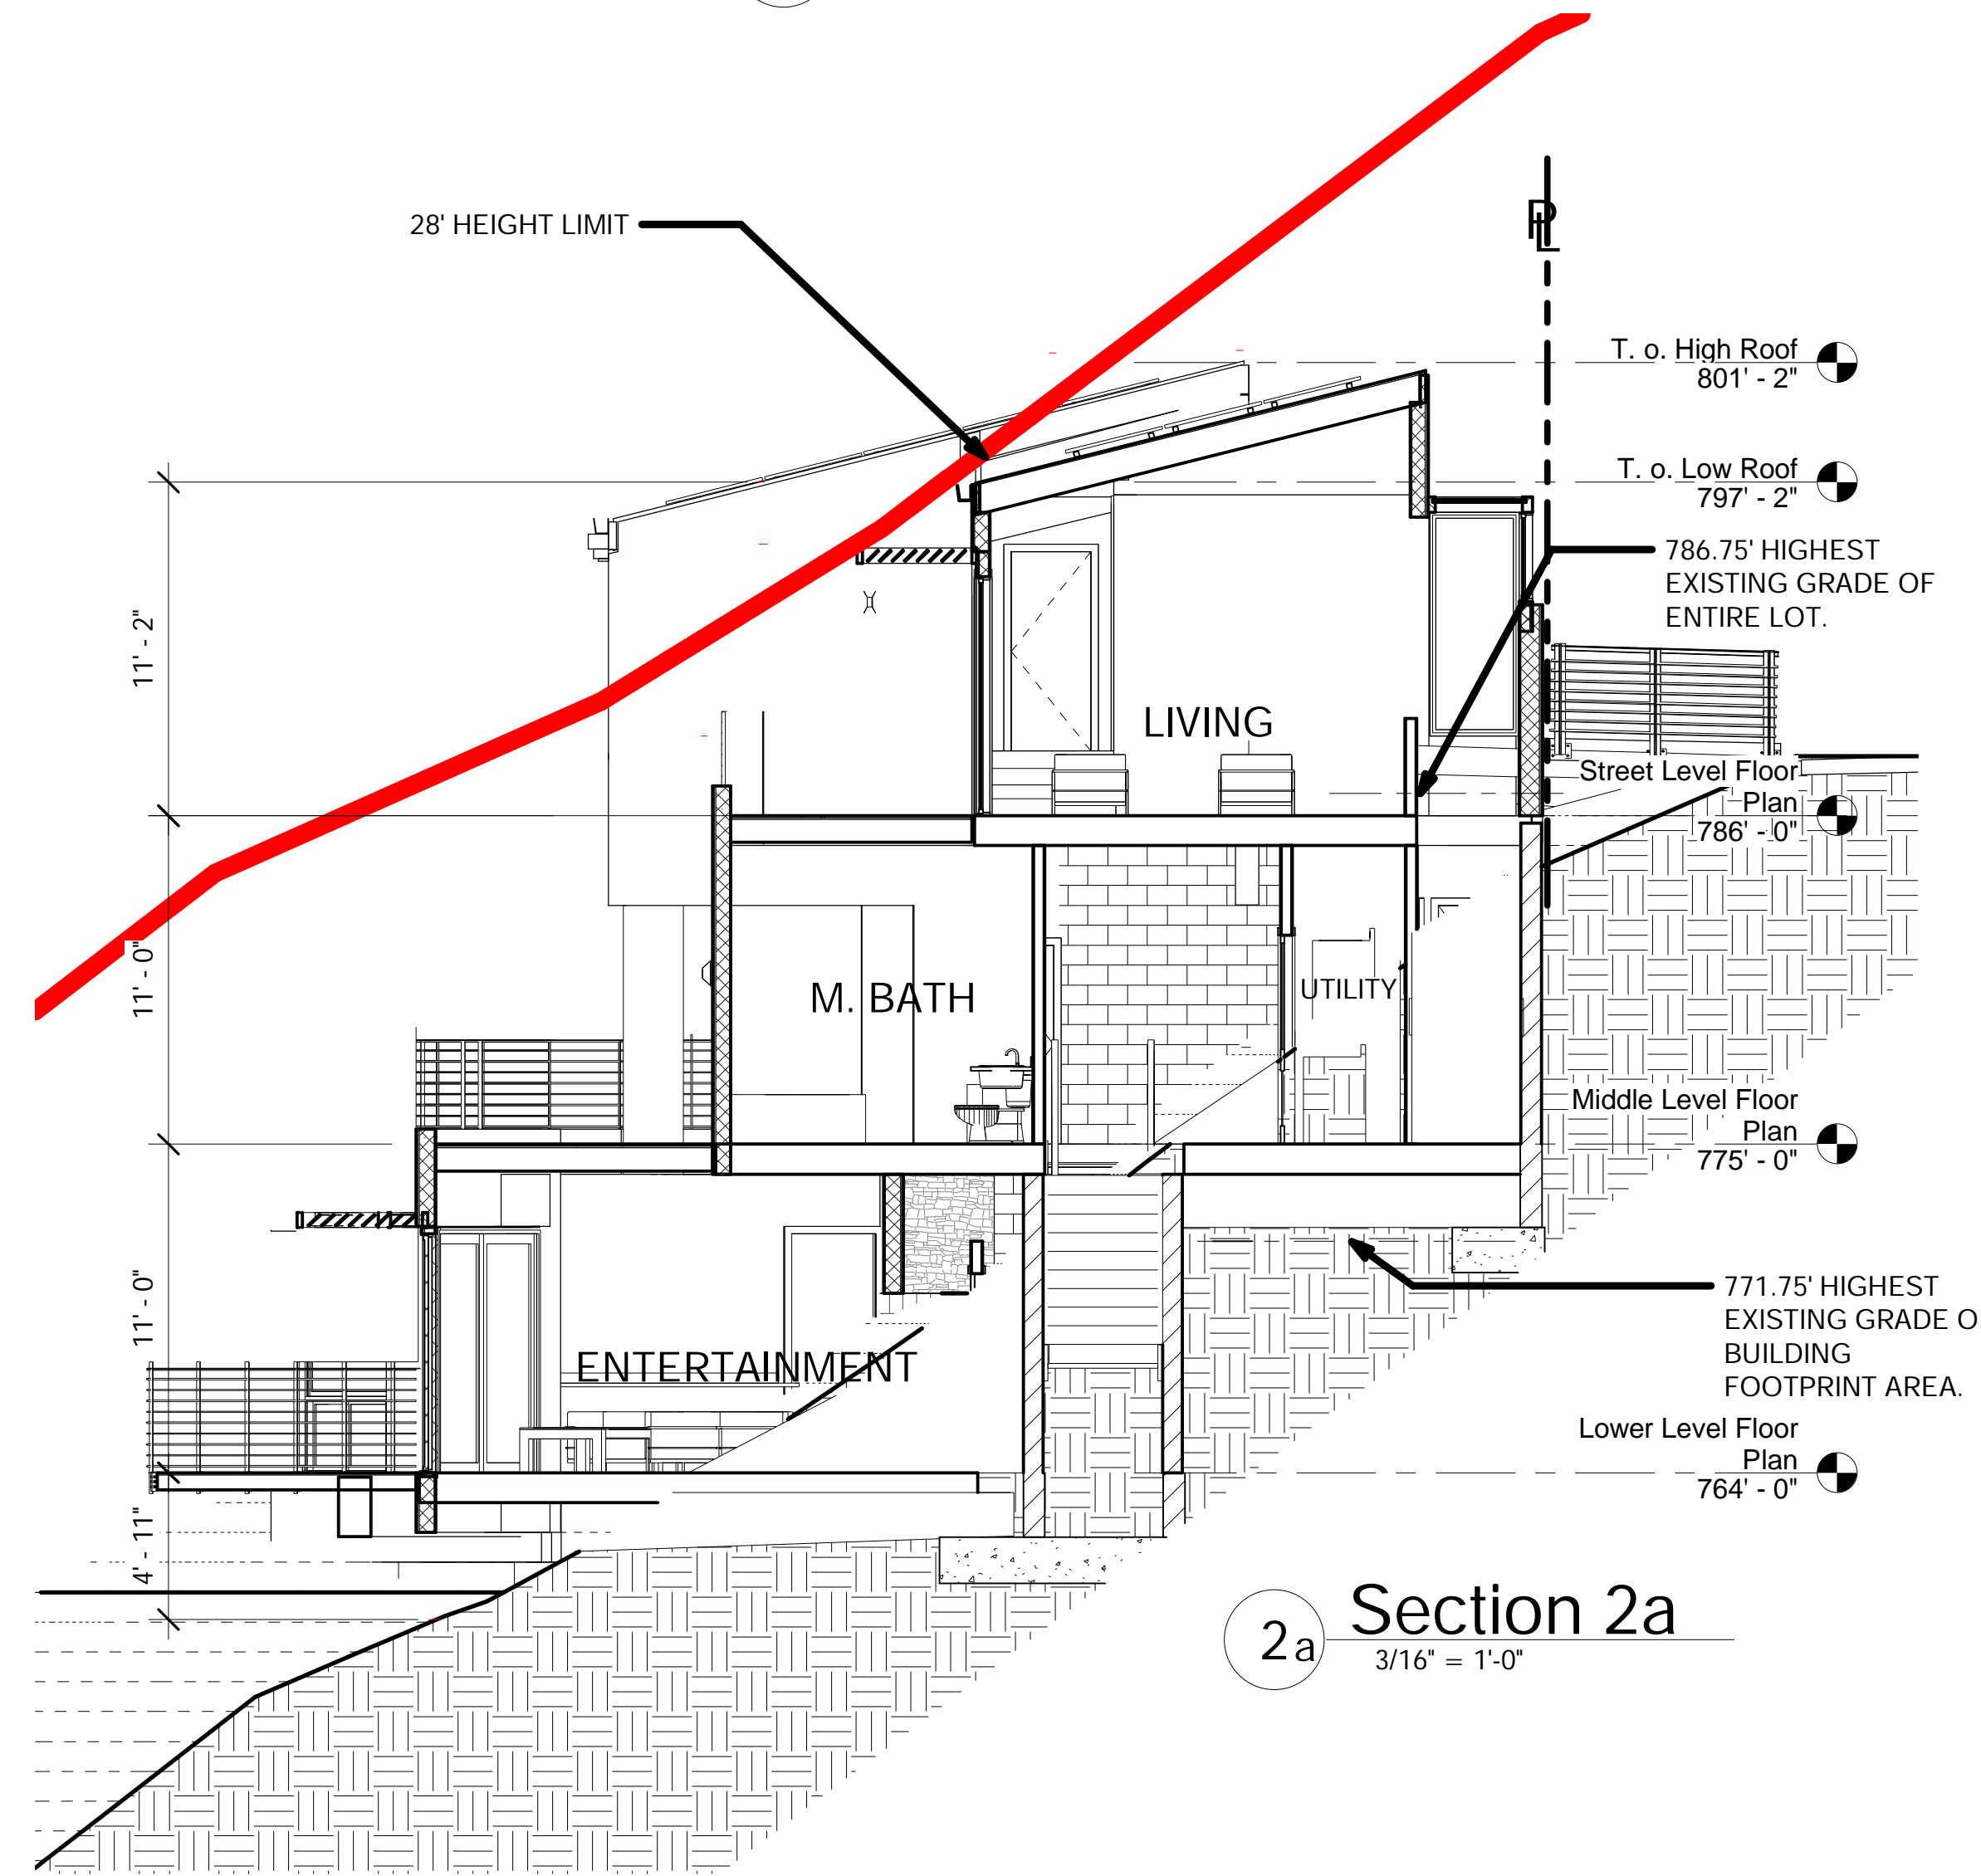 28' HEIGHT LIMIT
PL
T. o. High Roof
801' - 2"
T. o. Low Roof
797' - 2"
786.75' HIGHEST
EXISTING GRADE OF
ENTIRE LOT.
11' - 2"
LIVING
Street Level Floor
Plan
786' - 0"
11' - 0"
M. BATH
UTILITY
Middle Level Floor
Plan
775' - 0"
11' - 0"
771.75' HIGHEST
EXISTING GRADE O
BUILDING
FOOTPRINT AREA.
ENTERTAINMENT
Lower Level Floor
Plan
764' - 0"
4' - 11"
2a
Section 2a
3/16" = 1'-0"